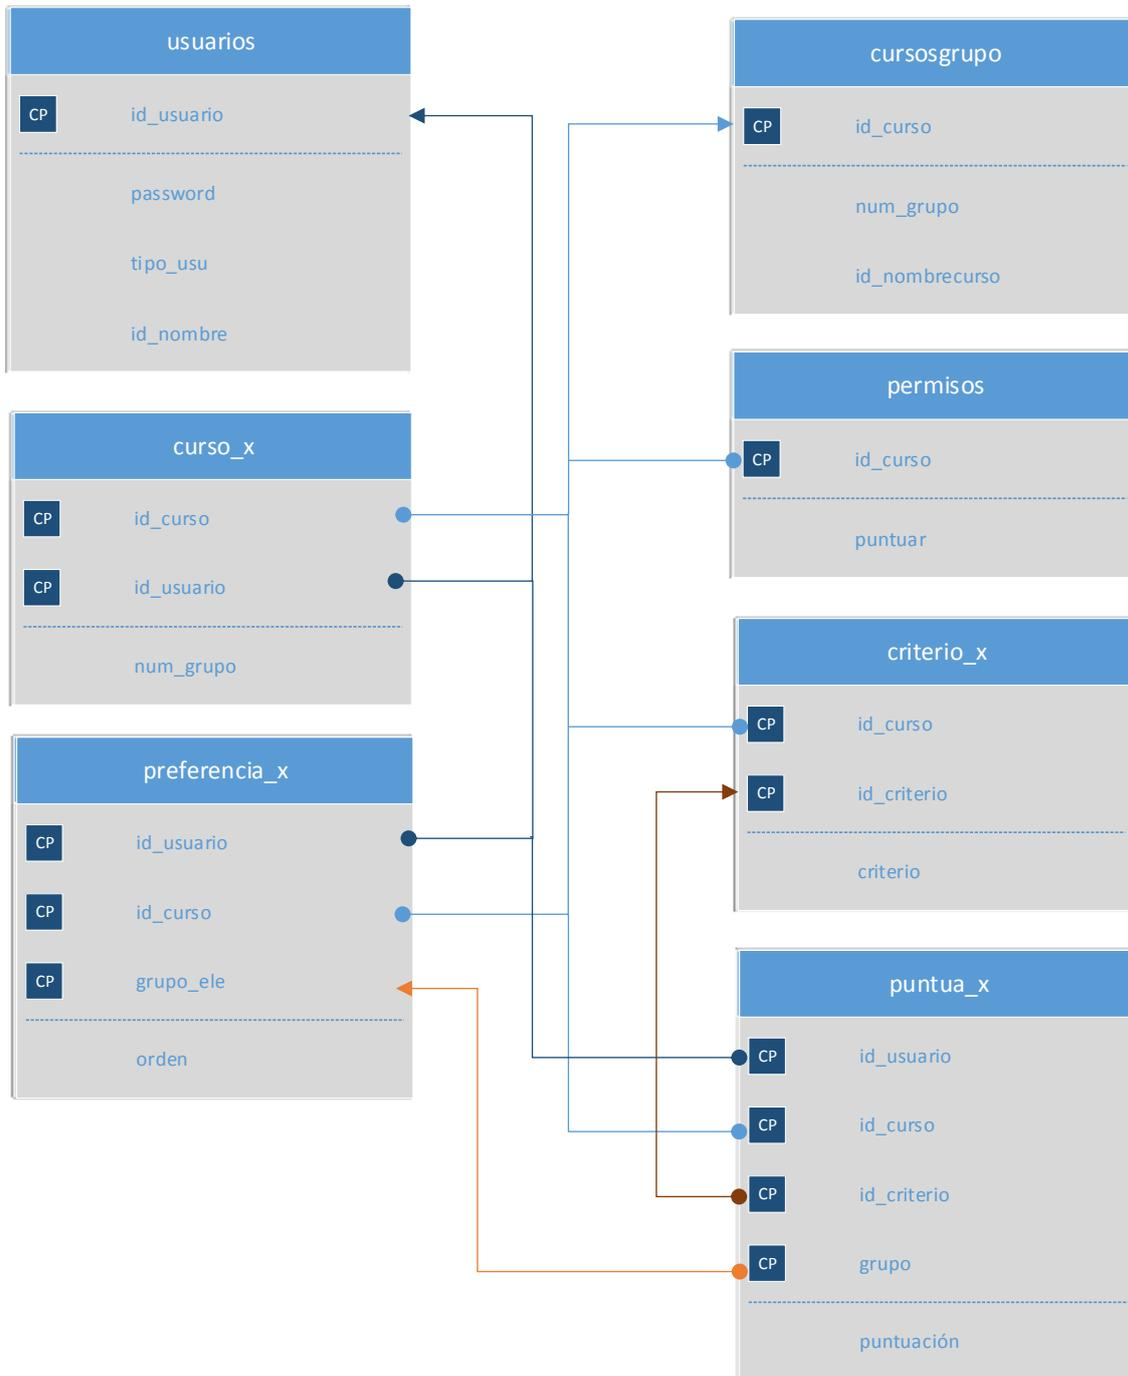 usuarios
CP id_usuario
password
tipo_usu
id_nombre
curso_x
CP id_curso
CP id_usuario
num_grupo
preferencia_x
CP id_usuario
CP id_curso
CP grupo_ele
orden
cursosgrupo
CP id_curso
num_grupo
id_nombrecurso
permisos
CP id_curso
puntuar
criterio_x
CP id_curso
CP id_criterio
criterio
puntua_x
CP id_usuario
CP id_curso
CP id_criterio
CP grupo
puntuación